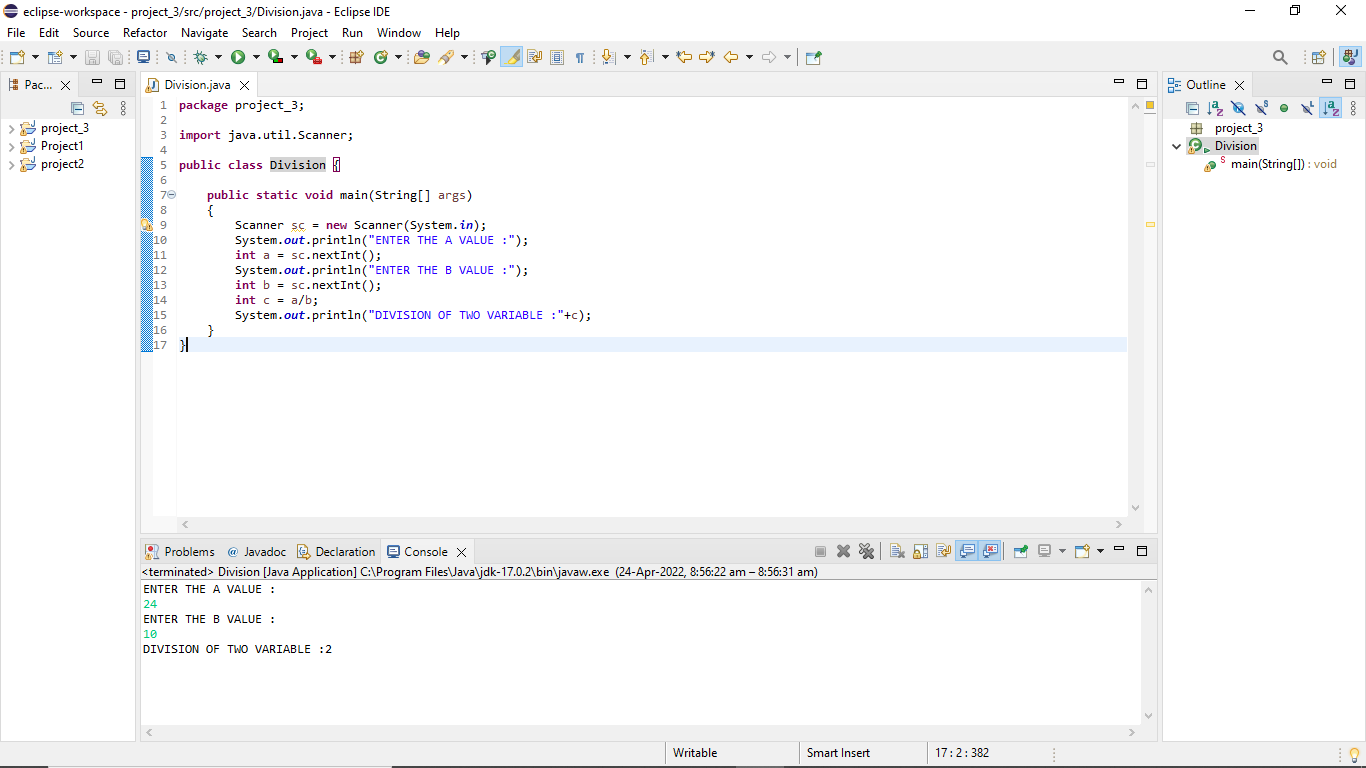 eclipse-workspace - project_3/src/project_3/Division.java - Eclipse IDE
File Edit Source Refactor Navigate Search Project Run Window Help
Pac...
project_3
Project1
project2
Division.java
1 package project_3;
2
3 import java.util.Scanner;
4
5 public class Division {
6
7 public static void main(String[] args)
8 {
9 Scanner sc = new Scanner(System.in);
10 System.out.println("ENTER THE A VALUE :");
11 int a = sc.nextInt();
12 System.out.println("ENTER THE B VALUE :");
13 int b = sc.nextInt();
14 int c = a/b;
15 System.out.println("DIVISION OF TWO VARIABLE :"+c);
16 }
17 }
Outline
project_3
Division
main(String[]) : void
Problems @ Javadoc Declaration Console
<terminated> Division [Java Application] C:\Program Files\Java\jdk-17.0.2\bin\javaw.exe (24-Apr-2022, 8:56:22 am – 8:56:31 am)
ENTER THE A VALUE :
24
ENTER THE B VALUE :
10
DIVISION OF TWO VARIABLE :2
Writable Smart Insert 17 : 2 : 382